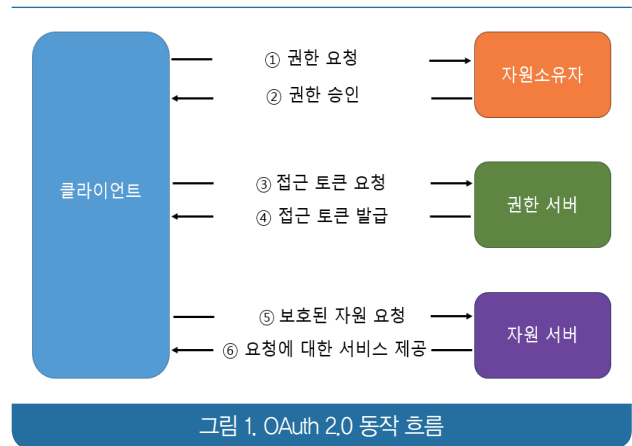 ① 권한 요청
자원소유자
② 권한 승인
클라이언트
③ 접근 토큰 요청
권한 서버
④ 접근 토큰 발급
⑤ 보호된 자원 요청
자원 서버
⑥ 요청에 대한 서비스 제공
그림 1. OAuth 2.0 동작 흐름